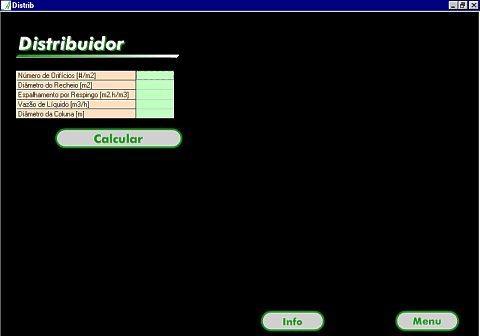 Distrib
Distribuidor
Número de Orifícios [#/m2]
Diâmetro do Recheio [m2]
Espalhamento por Respingo [m2.h/m3]
Vazão de Líquido [m3/h]
Diâmetro da Coluna [m]
Calcular
Info
Menu